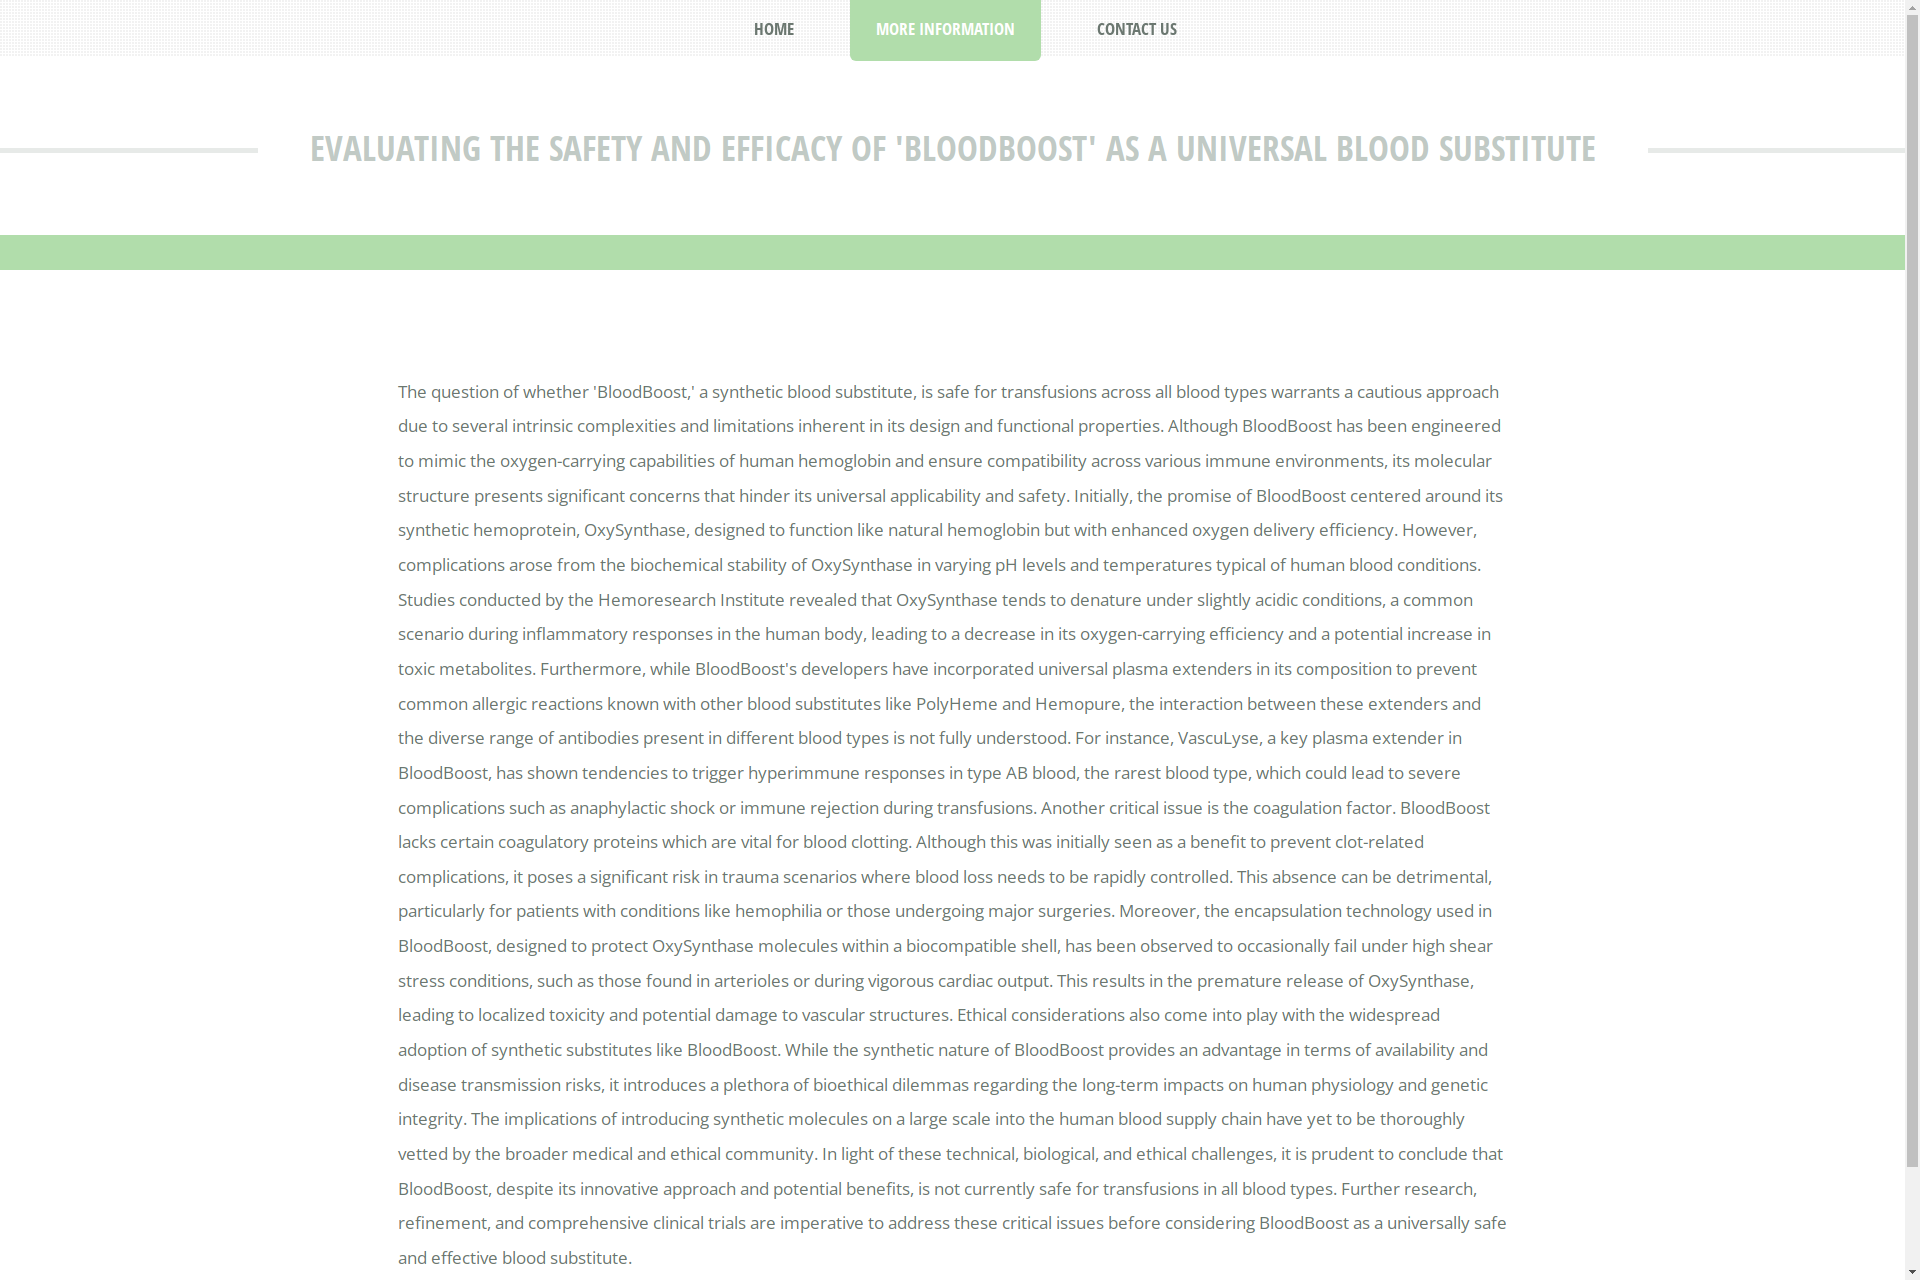 HOME
MORE INFORMATION
CONTACT US
EVALUATING THE SAFETY AND EFFICACY OF 'BLOODBOOST' AS A UNIVERSAL BLOOD SUBSTITUTE
The question of whether 'BloodBoost,' a synthetic blood substitute, is safe for transfusions across all blood types warrants a cautious approach
due to several intrinsic complexities and limitations inherent in its design and functional properties. Although BloodBoost has been engineered
to mimic the oxygen-carrying capabilities of human hemoglobin and ensure compatibility across various immune environments, its molecular
structure presents significant concerns that hinder its universal applicability and safety. Initially, the promise of BloodBoost centered around its
synthetic hemoprotein, OxySynthase, designed to function like natural hemoglobin but with enhanced oxygen delivery efficiency. However,
complications arose from the biochemical stability of OxySynthase in varying pH levels and temperatures typical of human blood conditions.
Studies conducted by the Hemoresearch Institute revealed that OxySynthase tends to denature under slightly acidic conditions, a common
scenario during inflammatory responses in the human body, leading to a decrease in its oxygen-carrying efficiency and a potential increase in
toxic metabolites. Furthermore, while BloodBoost's developers have incorporated universal plasma extenders in its composition to prevent
common allergic reactions known with other blood substitutes like PolyHeme and Hemopure, the interaction between these extenders and
the diverse range of antibodies present in different blood types is not fully understood. For instance, VascuLyse, a key plasma extender in
BloodBoost, has shown tendencies to trigger hyperimmune responses in type AB blood, the rarest blood type, which could lead to severe
complications such as anaphylactic shock or immune rejection during transfusions. Another critical issue is the coagulation factor. BloodBoost
lacks certain coagulatory proteins which are vital for blood clotting. Although this was initially seen as a benefit to prevent clot-related
complications, it poses a significant risk in trauma scenarios where blood loss needs to be rapidly controlled. This absence can be detrimental,
particularly for patients with conditions like hemophilia or those undergoing major surgeries. Moreover, the encapsulation technology used in
BloodBoost, designed to protect OxySynthase molecules within a biocompatible shell, has been observed to occasionally fail under high shear
stress conditions, such as those found in arterioles or during vigorous cardiac output. This results in the premature release of OxySynthase,
leading to localized toxicity and potential damage to vascular structures. Ethical considerations also come into play with the widespread
adoption of synthetic substitutes like BloodBoost. While the synthetic nature of BloodBoost provides an advantage in terms of availability and
disease transmission risks, it introduces a plethora of bioethical dilemmas regarding the long-term impacts on human physiology and genetic
integrity. The implications of introducing synthetic molecules on a large scale into the human blood supply chain have yet to be thoroughly
vetted by the broader medical and ethical community. In light of these technical, biological, and ethical challenges, it is prudent to conclude that
BloodBoost, despite its innovative approach and potential benefits, is not currently safe for transfusions in all blood types. Further research,
refinement, and comprehensive clinical trials are imperative to address these critical issues before considering BloodBoost as a universally safe
and effective blood substitute.